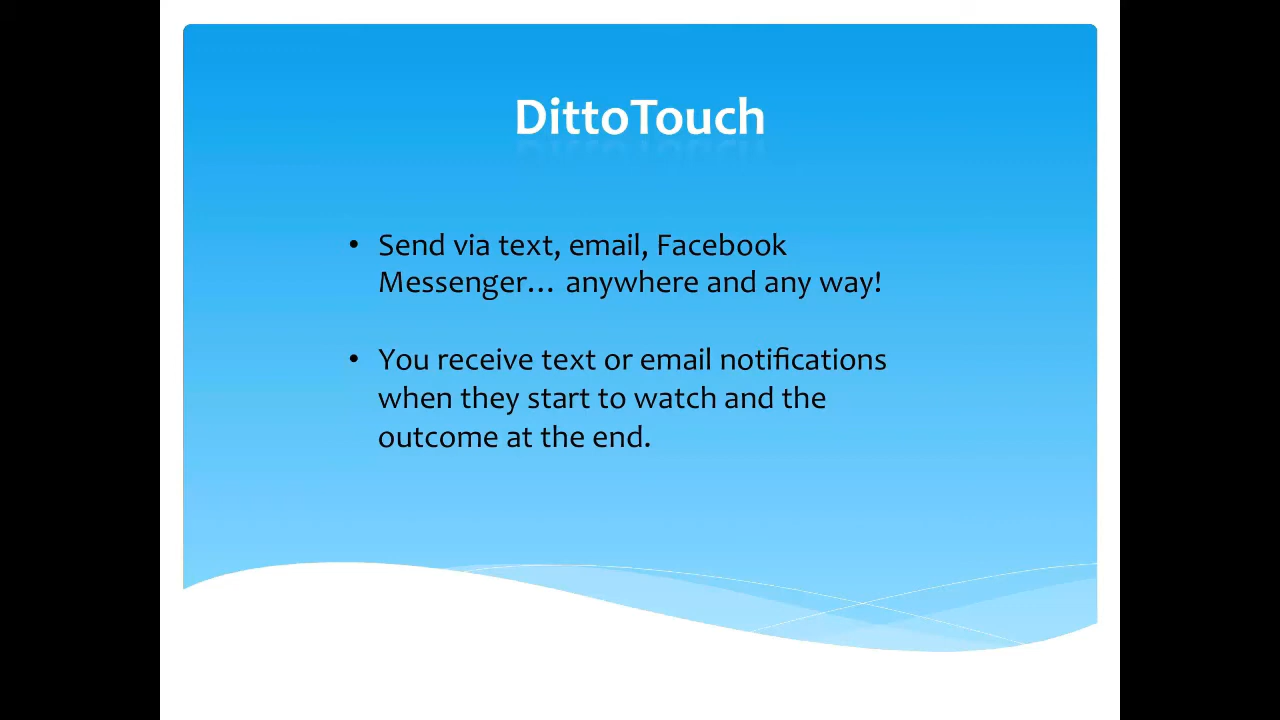 DittoTouch
• Send via text, email, Facebook
Messenger… anywhere and any way!
• You receive text or email notifications
when they start to watch and the
outcome at the end.